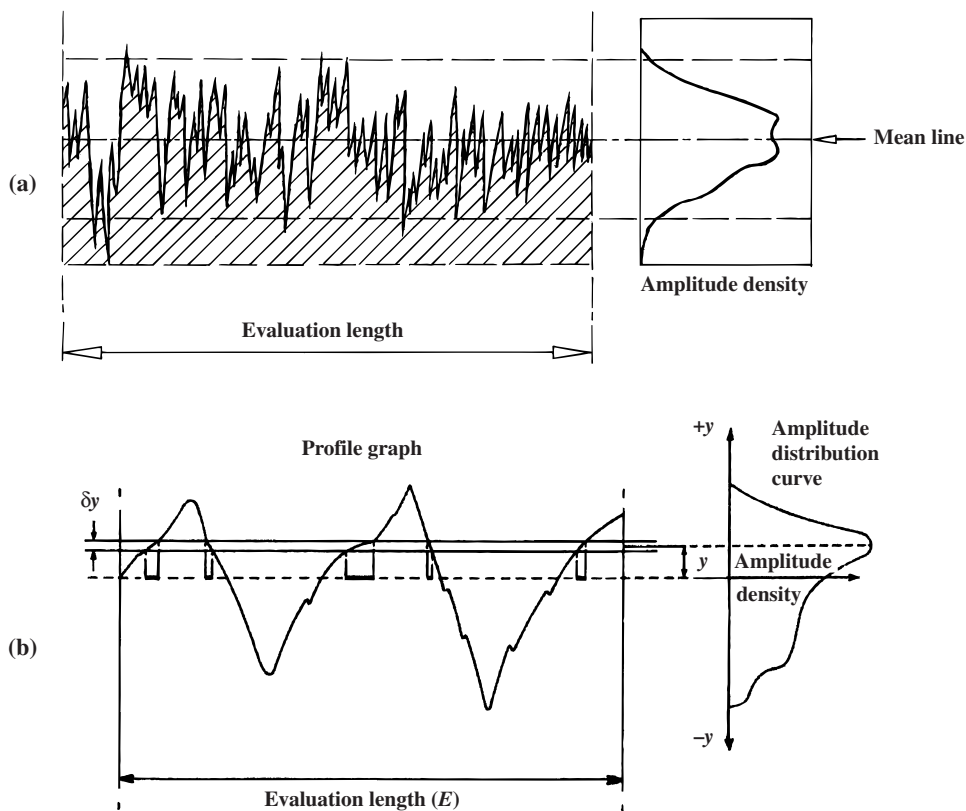 (a)
Mean line
Amplitude density
Evaluation length
Profile graph
+y
Amplitude
distribution
curve
δy
y
Amplitude
density
(b)
–y
Evaluation length (E)